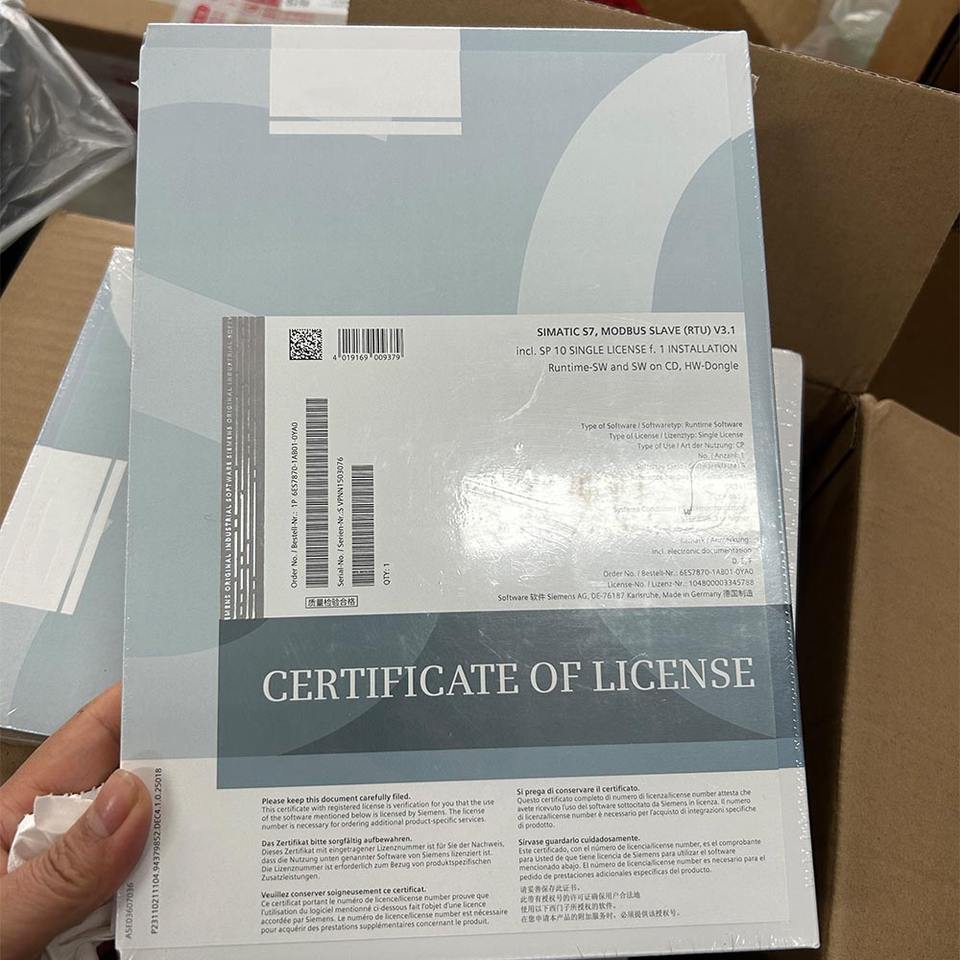 SIMATIC S7, MODBUS SLAVE (RTU) V3.1
incl. SP 10 SINGLE LICENSE f. 1 INSTALLATION
Runtime-SW and SW on CD, HW-Dongle
4 019169 009379
Type of Software / Softwaretyp: Runtime Software
Type of License / Lizenztyp: Single License
Type of Use / Art der Nutzung: CP
No. / Anzahl: 1
Order No. / Bestell-Nr.: 1P 6ES7870-1AB01-0YA0
Serial-No. / Serien-Nr.:S VPNN1503076
QTY: 1
Remark / Anmerkung:
incl. electronic documentation
Order No. / Bestell-Nr.: 6ES7870-1AB01-0YA0
License-No. / Lizenz-Nr.: 104800003345788
Software 软件 Siemens AG, DE-76187 Karlsruhe, Made in Germany 德国制造
质量检验合格
SIEMENS ORIGINAL INDUSTRIAL SOFTWARE
CERTIFICATE OF LICENSE
Please keep this document carefully filed.
This certificate with registered license is verification for you that the use
of the software mentioned below is licensed by Siemens. The license
number is necessary for ordering additional product-specific services.
Das Zertifikat bitte sorgfältig aufbewahren.
Dieses Zertifikat mit eingetragener Lizenznummer ist für Sie der Nachweis,
dass die Nutzung unten genannter Software von Siemens lizenziert ist.
Die Lizenznummer ist erforderlich zum Bezug von produktspezifischen
Zusatzleistungen.
Veuillez conserver soigneusement ce certificat.
Ce certificat portant le numéro de licence/license number prouve que
l'utilisation du logiciel mentionné ci-dessous fait l'objet d'une licence
accordée par Siemens. Le numéro de licence/license number est nécessaire
pour acquérir des prestations supplémentaires concernant le produit.
Si prega di conservare il certificato.
Questo certificato completo di numero di licenza/license number attesta che
avete ricevuto l'uso del software sottocitato da Siemens in licenza. Il numero
di licenza/license number è necessario per l'acquisto di integrazioni specifiche
di prodotto.
Sírvase guardarlo cuidadosamente.
Este certificado, con el número de licencia/license number, es el comprobante
para Usted de que tiene licencia de Siemens para utilizar el software
mencionado abajo. El número de licencia/license number es necesario para el
pedido de prestaciones adicionales específicas del producto.
请妥善保存此证书。
此带有授权号的许可证确保用户合法地
使用以下西门子所授权的软件。
在您申请本产品的附加服务时，必须提供该授权号。
A5E03607036
P23110211104.94379852.DEC4.1.0.25018